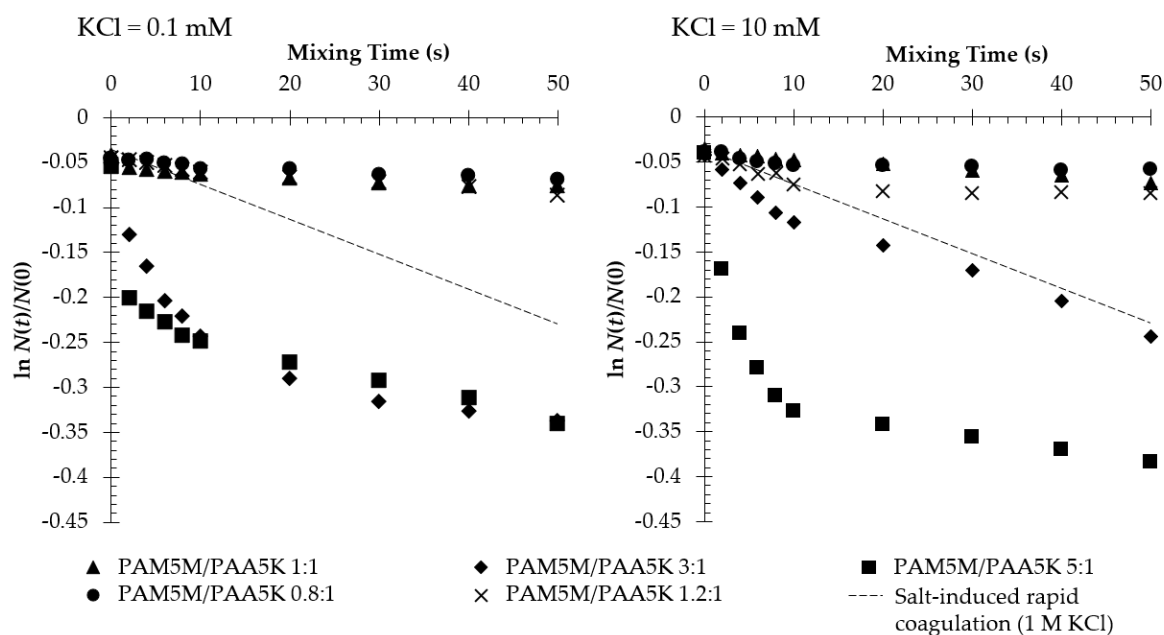 KCl = 0.1 mM
Mixing Time (s)
0 10 20 30 40 50
0
-0.05
-0.1
-0.15
-0.2
-0.25
-0.3
-0.35
-0.4
-0.45
ln N(t)/N(0)
KCl = 10 mM
Mixing Time (s)
0 10 20 30 40 50
0
-0.05
-0.1
-0.15
-0.2
-0.25
-0.3
-0.35
-0.4
-0.45
ln N(t)/N(0)
PAM5M/PAA5K 1:1
PAM5M/PAA5K 3:1
PAM5M/PAA5K 5:1
PAM5M/PAA5K 0.8:1
PAM5M/PAA5K 1.2:1
Salt-induced rapid
coagulation (1 M KCl)